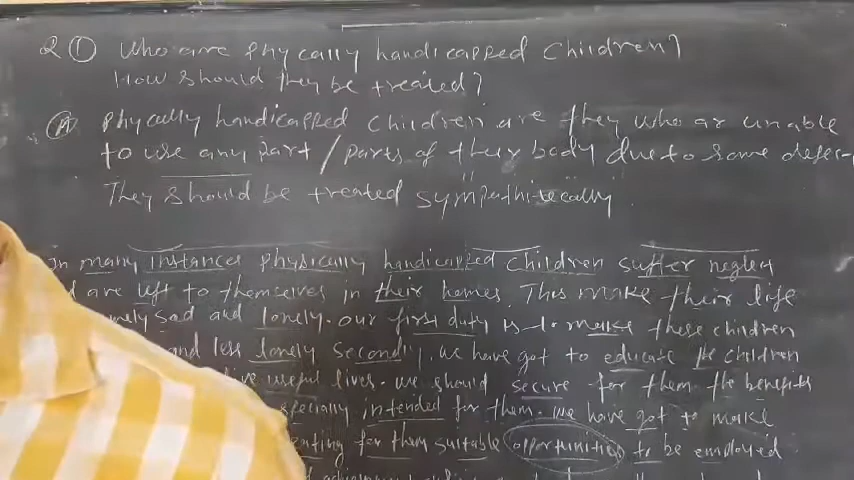 Q① Who are phycally handicapped Children?
How should they be treated?
Ⓐ Phycally handicapped Children are they who ar unable
to use any part/parts of their body due to some defec-
They should be treated sympathitecally.
In many instances physically handicapped Children suffer neglect
are left to themselves in their homes. This make their life
sad and lonely. our first duty is to make these children
and less lonely secondly, we have got to educate the children
useful lives. we should secure for them the benefits
specially intended for them. we have got to make
for them suitable opportunities to be employed